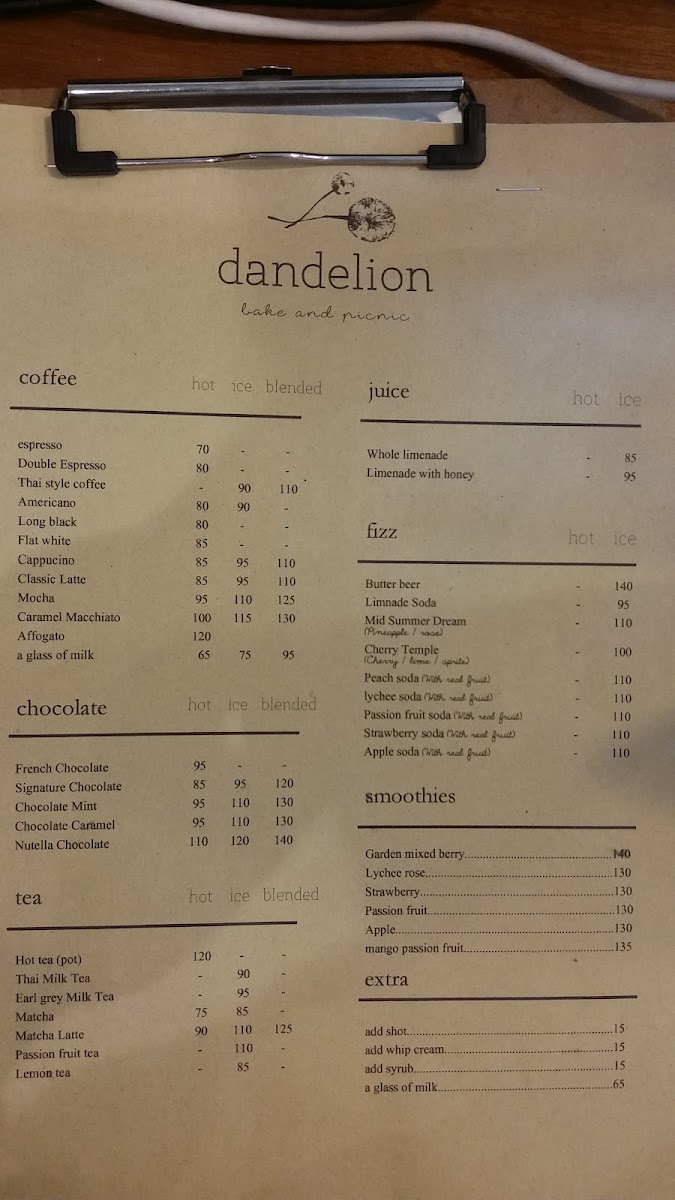 dandelion
bake and picnic
coffee hot ice blended
espresso 70 - -
Double Espresso 80 - -
Thai style coffee - 90 110
Americano 80 90 -
Long black 80 - -
Flat white 85 - -
Cappucino 85 95 110
Classic Latte 85 95 110
Mocha 95 110 125
Caramel Macchiato 100 115 130
Affogato 120
a glass of milk 65 75 95
chocolate hot ice blended
French Chocolate 95 - -
Signature Chocolate 85 95 120
Chocolate Mint 95 110 130
Chocolate Caramel 95 110 130
Nutella Chocolate 110 120 140
tea hot ice blended
Hot tea (pot) 120 - -
Thai Milk Tea - 90 -
Earl grey Milk Tea - 95 -
Matcha 75 85 -
Matcha Latte 90 110 125
Passion fruit tea - 110 -
Lemon tea - 85 -
juice hot ice
Whole limenade - 85
Limenade with honey - 95
fizz hot ice
Butter beer - 140
Limnade Soda - 95
Mid Summer Dream - 110
(Pineapple / rose)
Cherry Temple - 100
(Cherry / lime / sprite)
Peach soda (With real fruit) - 110
lychee soda (With real fruit) - 110
Passion fruit soda (With real fruit) - 110
Strawberry soda (With real fruit) - 110
Apple soda (With real fruit) - 110
smoothies
Garden mixed berry.....140
Lychee rose.....130
Strawberry.....130
Passion fruit.....130
Apple.....130
mango passion fruit.....135
extra
add shot.....15
add whip cream.....15
add syrub.....15
a glass of milk.....65